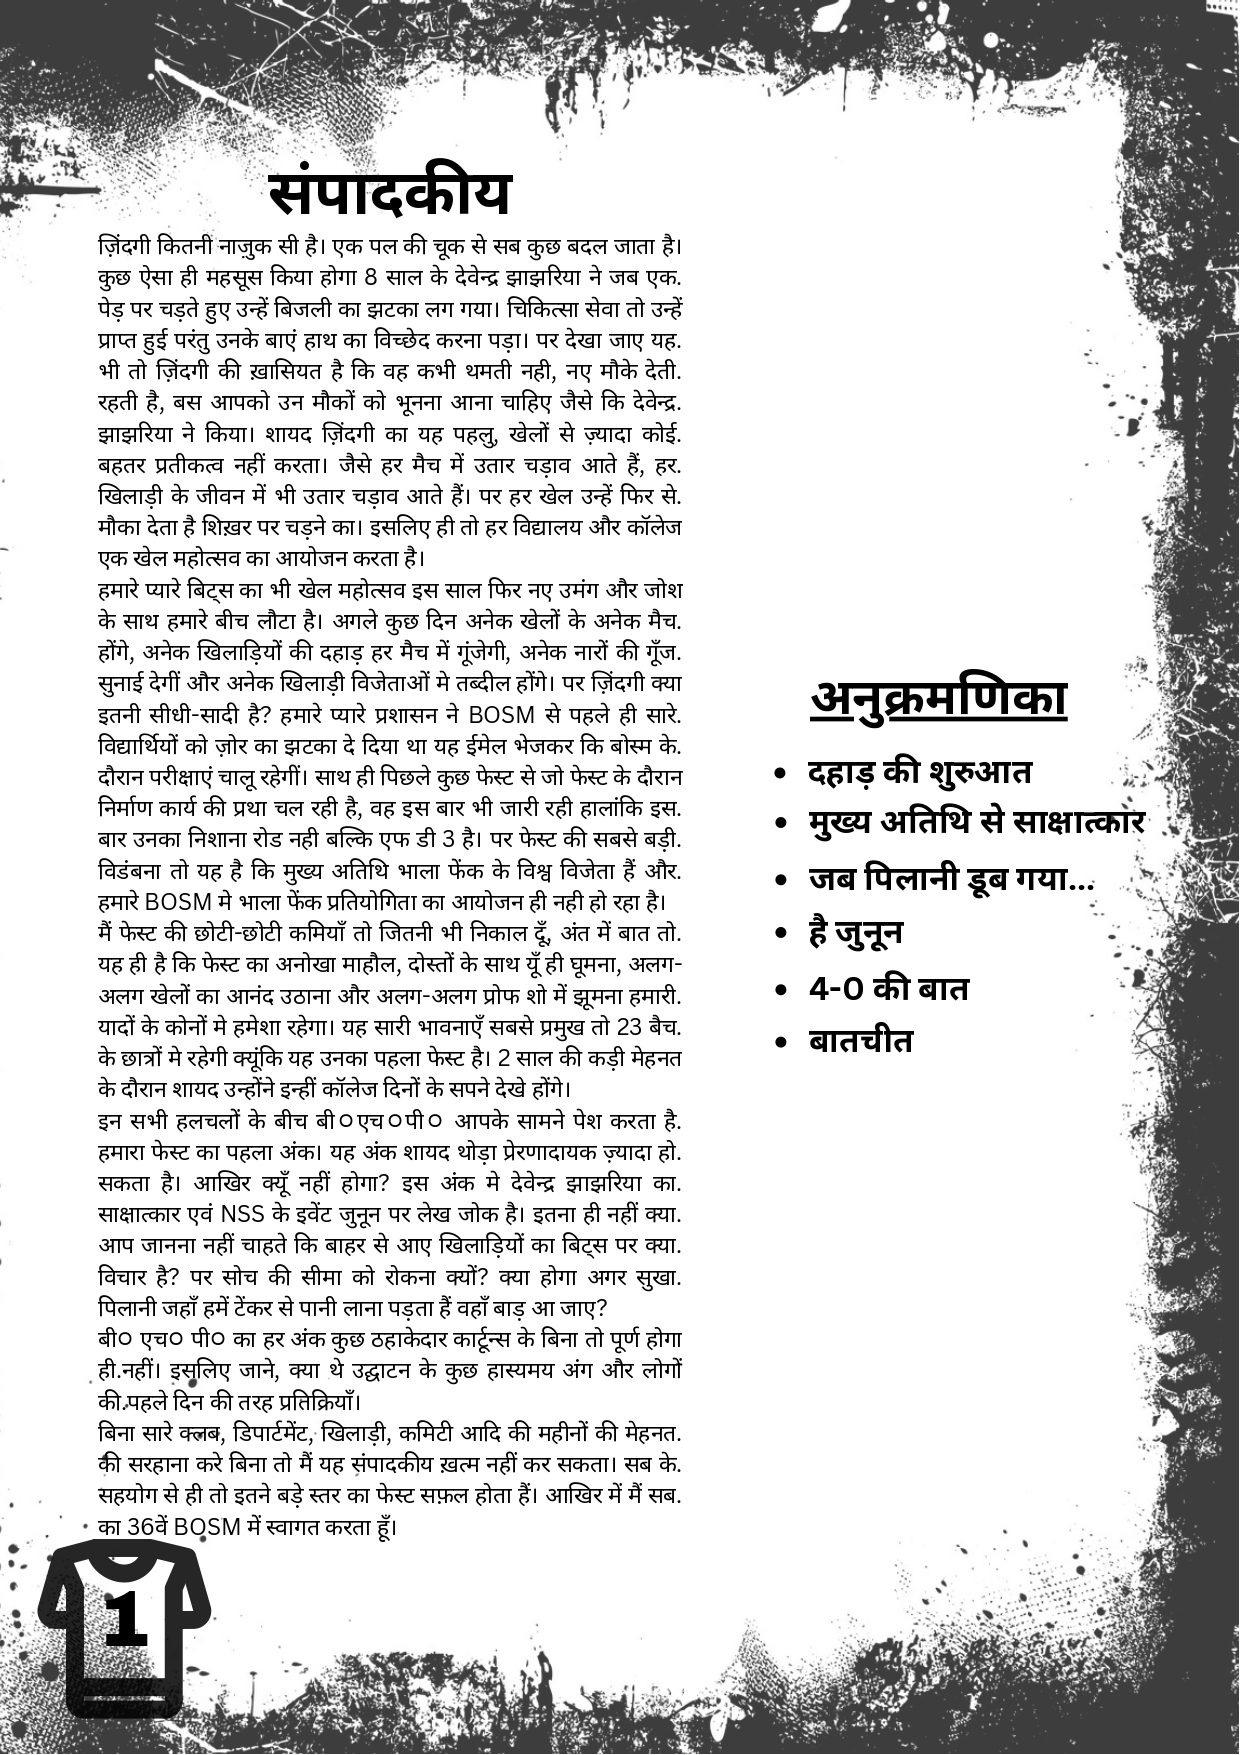 संपादकीय
ज़िंदगी कितनी नाज़ुक सी है। एक पल की चूक से सब कुछ बदल जाता है।
कुछ ऐसा ही महसूस किया होगा 8 साल के देवेन्द्र झाझरिया ने जब एक.
पेड़ पर चड़ते हुए उन्हें बिजली का झटका लग गया। चिकित्सा सेवा तो उन्हें
प्राप्त हुई परंतु उनके बाएं हाथ का विच्छेद करना पड़ा। पर देखा जाए यह.
भी तो ज़िंदगी की ख़ासियत है कि वह कभी थमती नही, नए मौके देती.
रहती है, बस आपको उन मौकों को भूनना आना चाहिए जैसे कि देवेन्द्र.
झाझरिया ने किया। शायद ज़िंदगी का यह पहलु, खेलों से ज़्यादा कोई.
बहतर प्रतीकत्व नहीं करता। जैसे हर मैच में उतार चड़ाव आते हैं, हर.
खिलाड़ी के जीवन में भी उतार चड़ाव आते हैं। पर हर खेल उन्हें फिर से.
मौका देता है शिख़र पर चड़ने का। इसलिए ही तो हर विद्यालय और कॉलेज
एक खेल महोत्सव का आयोजन करता है।
हमारे प्यारे बिट्स का भी खेल महोत्सव इस साल फिर नए उमंग और जोश
के साथ हमारे बीच लौटा है। अगले कुछ दिन अनेक खेलों के अनेक मैच.
होंगे, अनेक खिलाड़ियों की दहाड़ हर मैच में गूंजेगी, अनेक नारों की गूँज.
सुनाई देगीं और अनेक खिलाड़ी विजेताओं मे तब्दील होंगे। पर ज़िंदगी क्या
इतनी सीधी-सादी है? हमारे प्यारे प्रशासन ने BOSM से पहले ही सारे.
विद्यार्थियों को ज़ोर का झटका दे दिया था यह ईमेल भेजकर कि बोस्म के.
दौरान परीक्षाएं चालू रहेगीं। साथ ही पिछले कुछ फेस्ट से जो फेस्ट के दौरान
निर्माण कार्य की प्रथा चल रही है, वह इस बार भी जारी रही हालांकि इस.
बार उनका निशाना रोड नही बल्कि एफ डी 3 है। पर फेस्ट की सबसे बड़ी.
विडंबना तो यह है कि मुख्य अतिथि भाला फेंक के विश्व विजेता हैं और.
हमारे BOSM मे भाला फेंक प्रतियोगिता का आयोजन ही नही हो रहा है।
मैं फेस्ट की छोटी-छोटी कमियाँ तो जितनी भी निकाल दूँ, अंत में बात तो.
यह ही है कि फेस्ट का अनोखा माहौल, दोस्तों के साथ यूँ ही घूमना, अलग-
अलग खेलों का आनंद उठाना और अलग-अलग प्रोफ शो में झूमना हमारी.
यादों के कोनों मे हमेशा रहेगा। यह सारी भावनाएँ सबसे प्रमुख तो 23 बैच.
के छात्रों मे रहेगी क्यूंकि यह उनका पहला फेस्ट है। 2 साल की कड़ी मेहनत
के दौरान शायद उन्होंने इन्हीं कॉलेज दिनों के सपने देखे होंगे।
इन सभी हलचलों के बीच बी०एच०पी० आपके सामने पेश करता है.
हमारा फेस्ट का पहला अंक। यह अंक शायद थोड़ा प्रेरणादायक ज़्यादा हो.
सकता है। आखिर क्यूँ नहीं होगा? इस अंक मे देवेन्द्र झाझरिया का.
साक्षात्कार एवं NSS के इवेंट जुनून पर लेख जोक है। इतना ही नहीं क्या.
आप जानना नहीं चाहते कि बाहर से आए खिलाड़ियों का बिट्स पर क्या.
विचार है? पर सोच की सीमा को रोकना क्यों? क्या होगा अगर सुखा.
पिलानी जहाँ हमें टेंकर से पानी लाना पड़ता हैं वहाँ बाड़ आ जाए?
बी० एच० पी० का हर अंक कुछ ठहाकेदार कार्टून्स के बिना तो पूर्ण होगा
ही.नहीं। इसलिए जाने, क्या थे उद्घाटन के कुछ हास्यमय अंग और लोगों
की.पहले दिन की तरह प्रतिक्रियाँ।
बिना सारे क्लब, डिपार्टमेंट, खिलाड़ी, कमिटी आदि की महीनों की मेहनत.
की सरहाना करे बिना तो मैं यह संपादकीय ख़त्म नहीं कर सकता। सब के.
सहयोग से ही तो इतने बड़े स्तर का फेस्ट सफ़ल होता हैं। आखिर में मैं सब.
का 36वें BOSM में स्वागत करता हूँ।
अनुक्रमणिका
• दहाड़ की शुरुआत
• मुख्य अतिथि से साक्षात्कार
• जब पिलानी डूब गया...
• है जुनून
• 4-0 की बात
• बातचीत
1